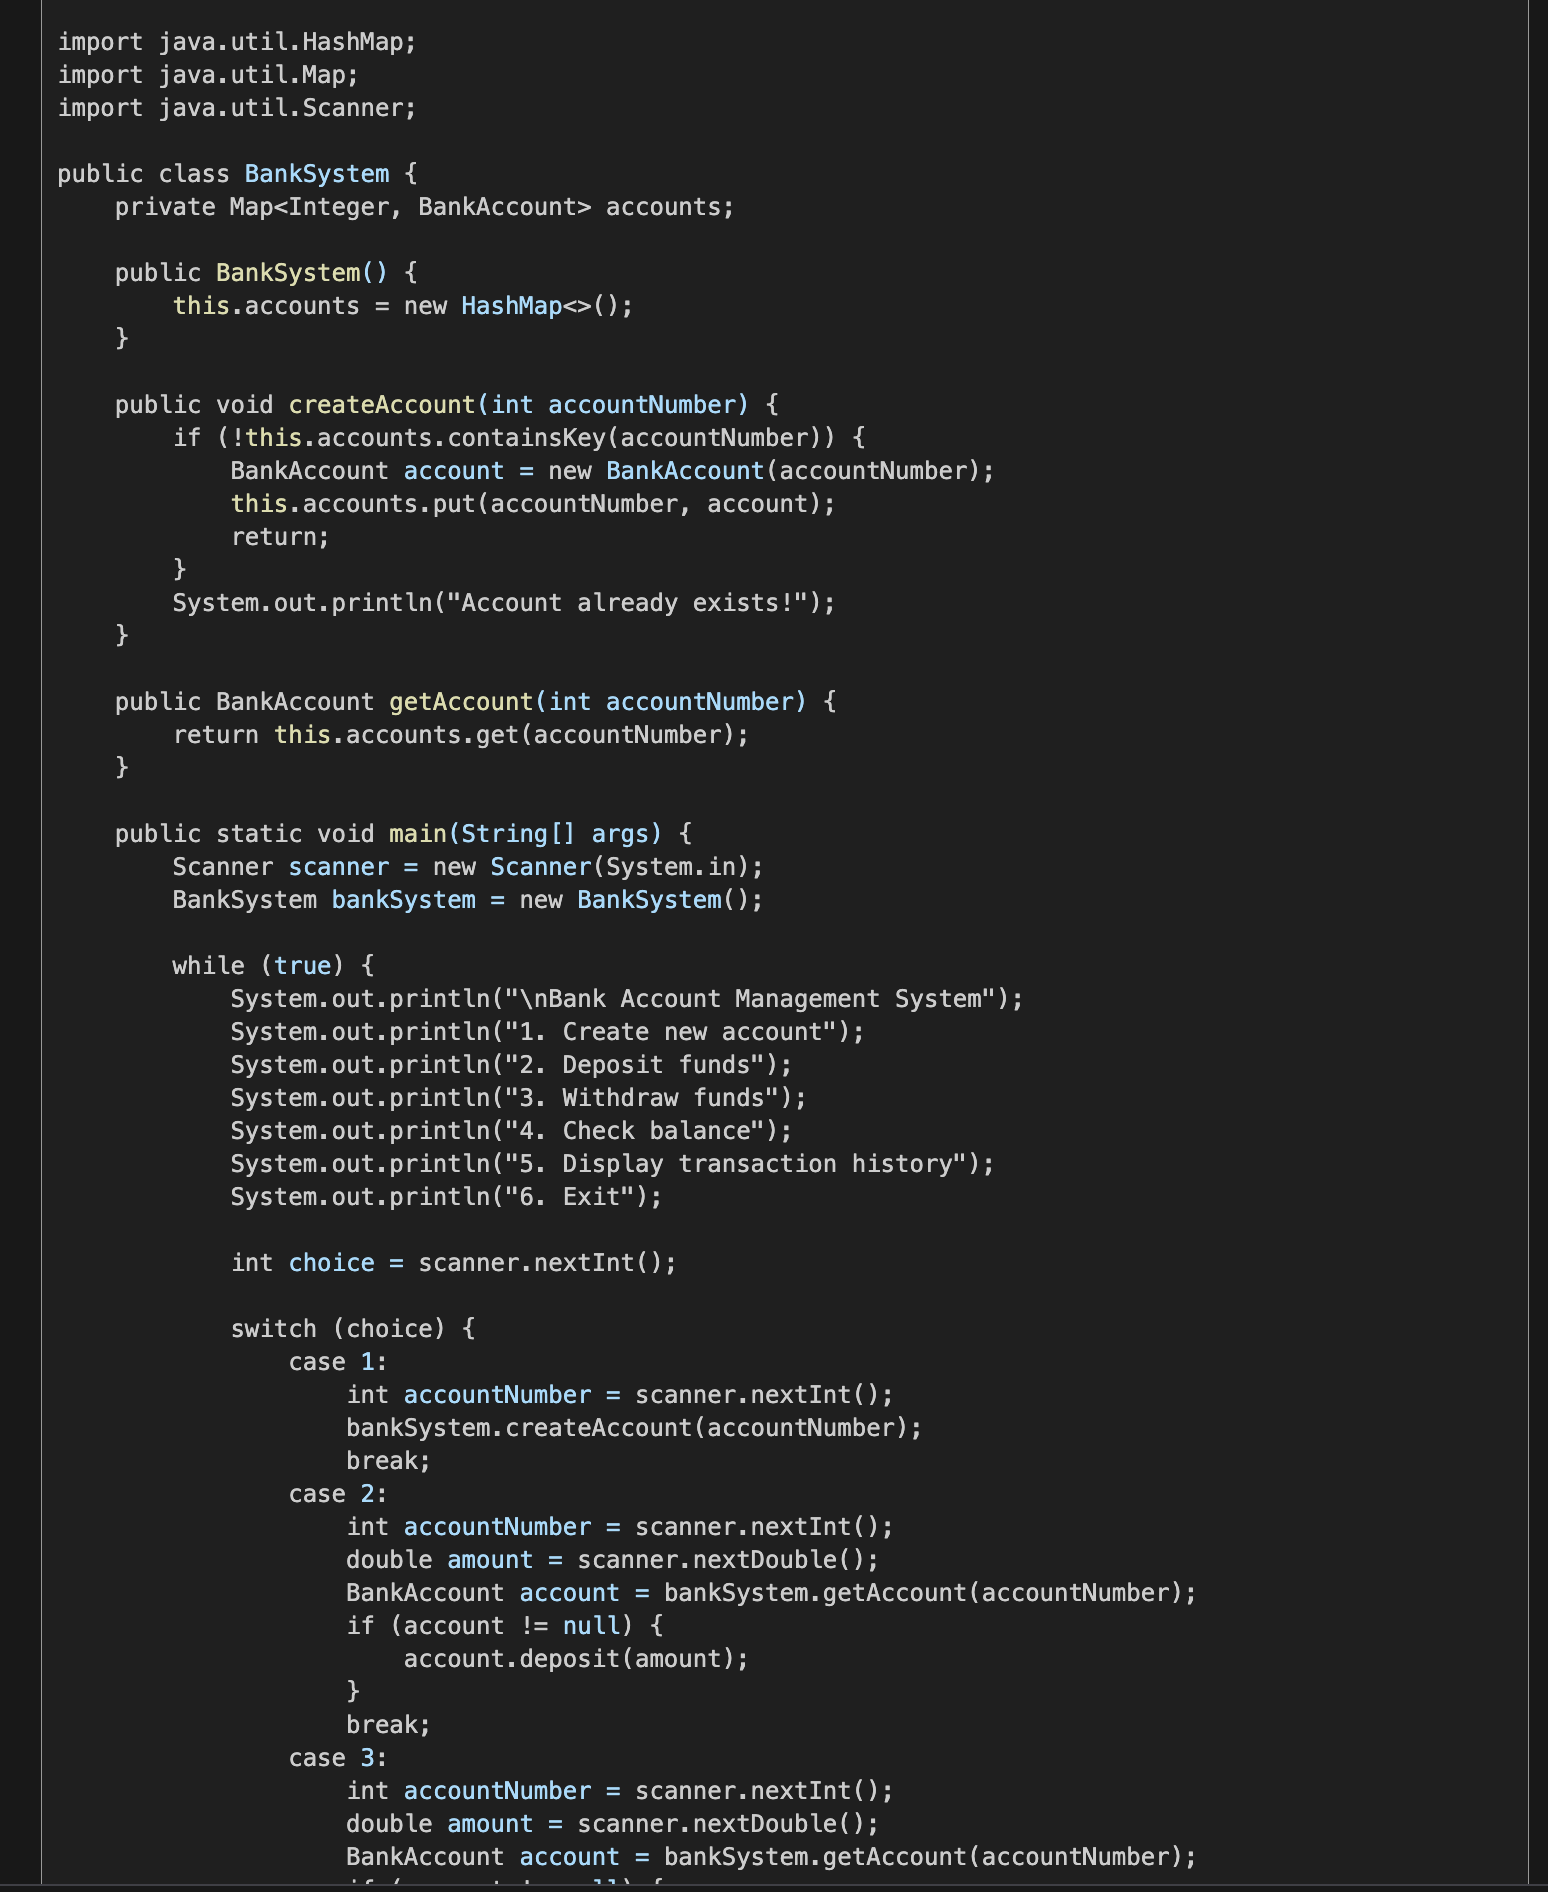 import java.util.HashMap;
import java.util.Map;
import java.util.Scanner;

public class BankSystem {
    private Map<Integer, BankAccount> accounts;

    public BankSystem() {
        this.accounts = new HashMap<>();
    }

    public void createAccount(int accountNumber) {
        if (!this.accounts.containsKey(accountNumber)) {
            BankAccount account = new BankAccount(accountNumber);
            this.accounts.put(accountNumber, account);
            return;
        }
        System.out.println("Account already exists!");
    }

    public BankAccount getAccount(int accountNumber) {
        return this.accounts.get(accountNumber);
    }

    public static void main(String[] args) {
        Scanner scanner = new Scanner(System.in);
        BankSystem bankSystem = new BankSystem();

        while (true) {
            System.out.println("\nBank Account Management System");
            System.out.println("1. Create new account");
            System.out.println("2. Deposit funds");
            System.out.println("3. Withdraw funds");
            System.out.println("4. Check balance");
            System.out.println("5. Display transaction history");
            System.out.println("6. Exit");

            int choice = scanner.nextInt();

            switch (choice) {
                case 1:
                    int accountNumber = scanner.nextInt();
                    bankSystem.createAccount(accountNumber);
                    break;
                case 2:
                    int accountNumber = scanner.nextInt();
                    double amount = scanner.nextDouble();
                    BankAccount account = bankSystem.getAccount(accountNumber);
                    if (account != null) {
                        account.deposit(amount);
                    }
                    break;
                case 3:
                    int accountNumber = scanner.nextInt();
                    double amount = scanner.nextDouble();
                    BankAccount account = bankSystem.getAccount(accountNumber);